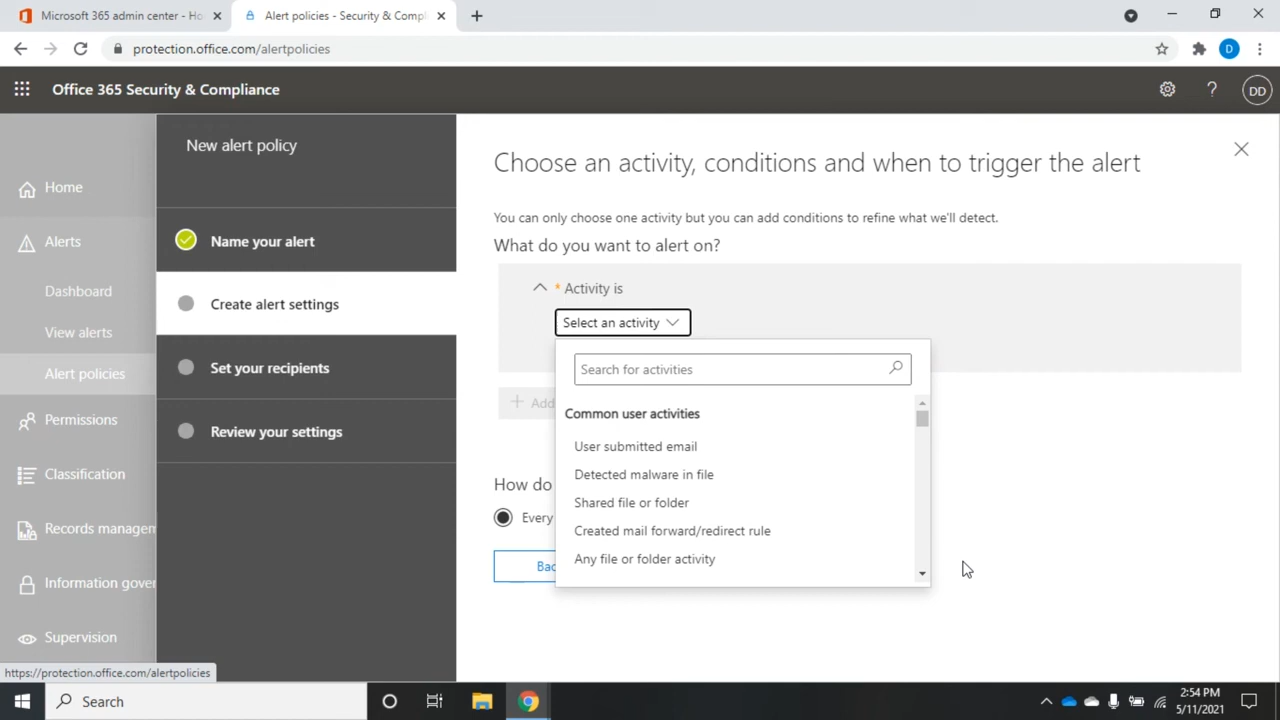 Microsoft 365 admin center - Ho
Alert policies - Security & Compl
protection.office.com/alertpolicies
D
Office 365 Security & Compliance
?
DD
Home
Alerts
Dashboard
View alerts
Alert policies
Permissions
Classification
Records managem
Information gover
Supervision
New alert policy
Name your alert
Create alert settings
Set your recipients
Review your settings
Choose an activity, conditions and when to trigger the alert
You can only choose one activity but you can add conditions to refine what we'll detect.
What do you want to alert on?
* Activity is
Select an activity
Search for activities
Common user activities
User submitted email
Detected malware in file
Shared file or folder
Created mail forward/redirect rule
Any file or folder activity
+ Add
How do
Every
Bac
https://protection.office.com/alertpolicies
Search
2:54 PM
5/11/2021